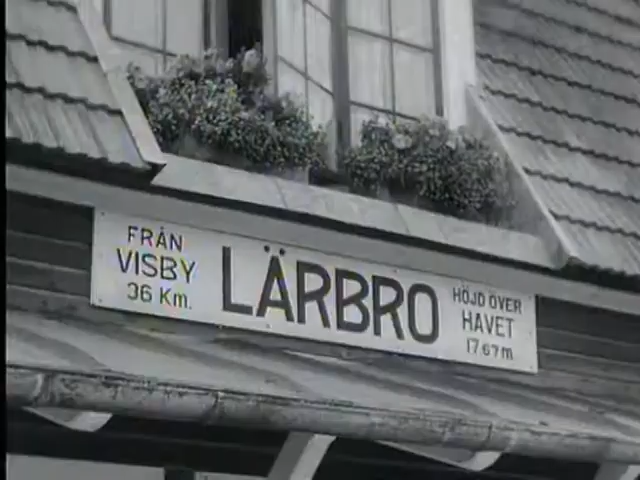 FRÅN
VISBY
36 Km.
LÄRBRO
HÖJD ÖVER
HAVET
17.67 m